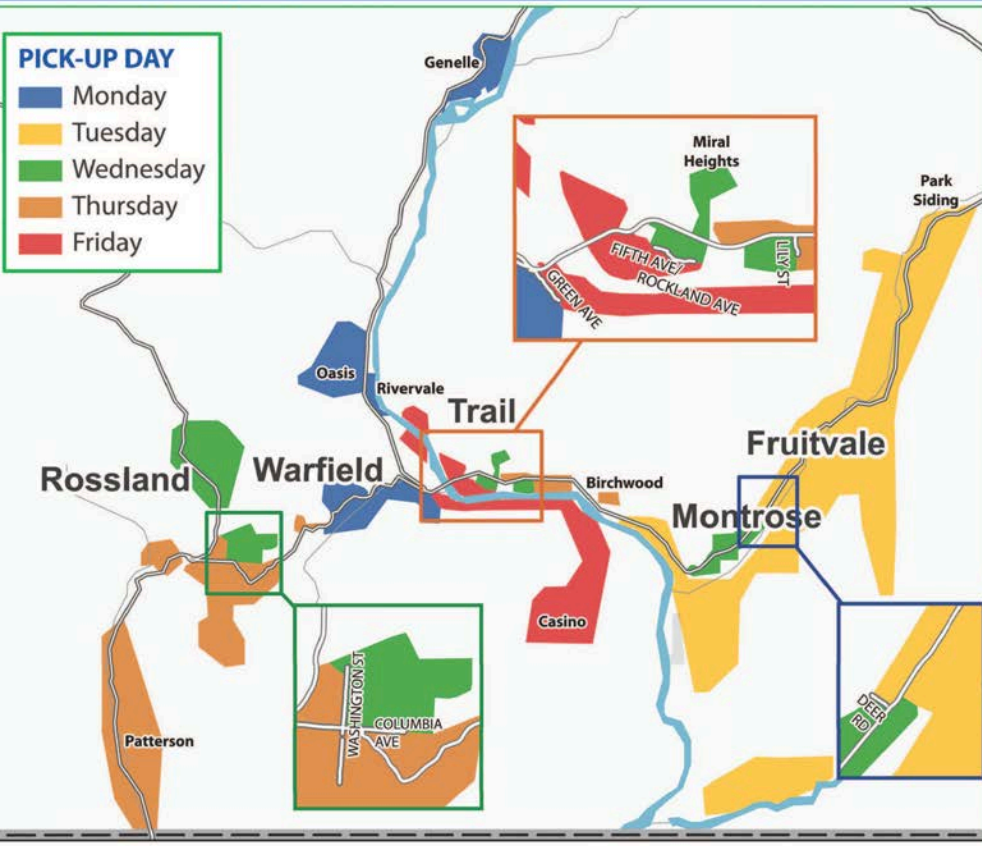 PICK-UP DAY
Monday
Tuesday
Wednesday
Thursday
Friday
Genelle
Miral
Heights
FIFTH AVE/
ROCKLAND AVE
GREEN AVE
LILY ST
Park
Siding
Oasis
Rivervale
Trail
Fruitvale
Rossland
Warfield
Birchwood
Montrose
Casino
WASHINGTON ST
COLUMBIA
AVE
DEER
RD
Patterson